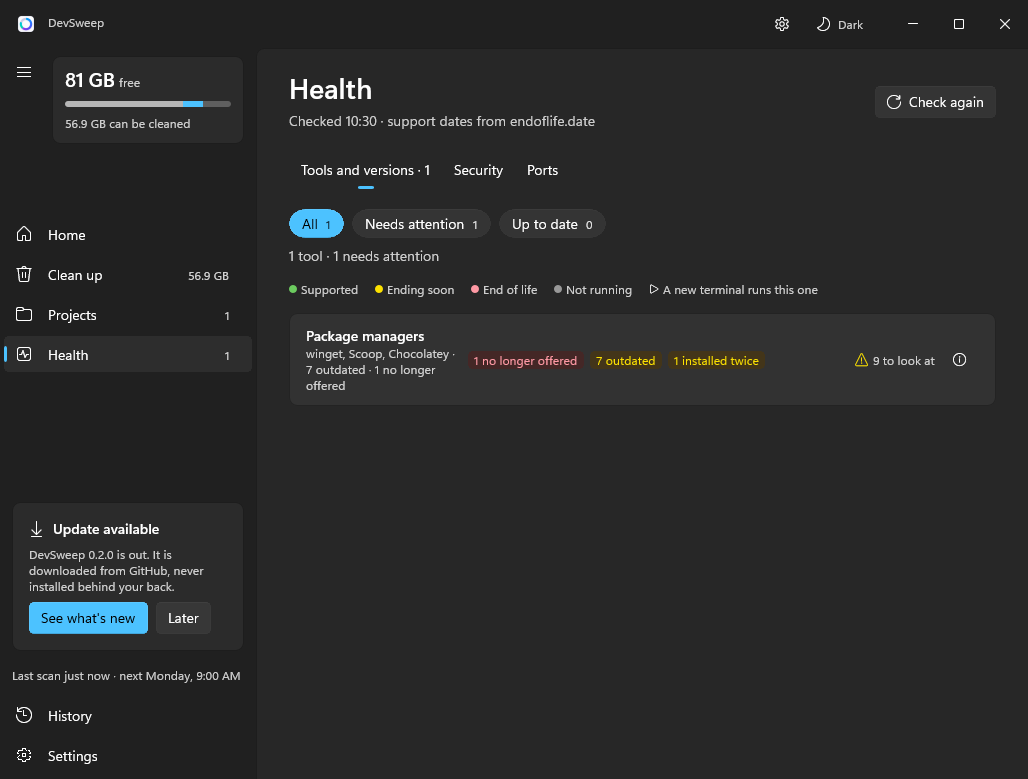 DevSweep
Dark
81 GB free
56.9 GB can be cleaned
Home
Clean up 56.9 GB
Projects 1
Health 1
Update available
DevSweep 0.2.0 is out. It is
downloaded from GitHub, never
installed behind your back.
See what's new Later
Last scan just now · next Monday, 9:00 AM
History
Settings
Health
Checked 10:30 · support dates from endoflife.date
Check again
Tools and versions · 1 Security Ports
All 1 Needs attention 1 Up to date 0
1 tool · 1 needs attention
Supported Ending soon End of life Not running A new terminal runs this one
Package managers
winget, Scoop, Chocolatey ·
7 outdated · 1 no longer
offered
1 no longer offered 7 outdated 1 installed twice
9 to look at